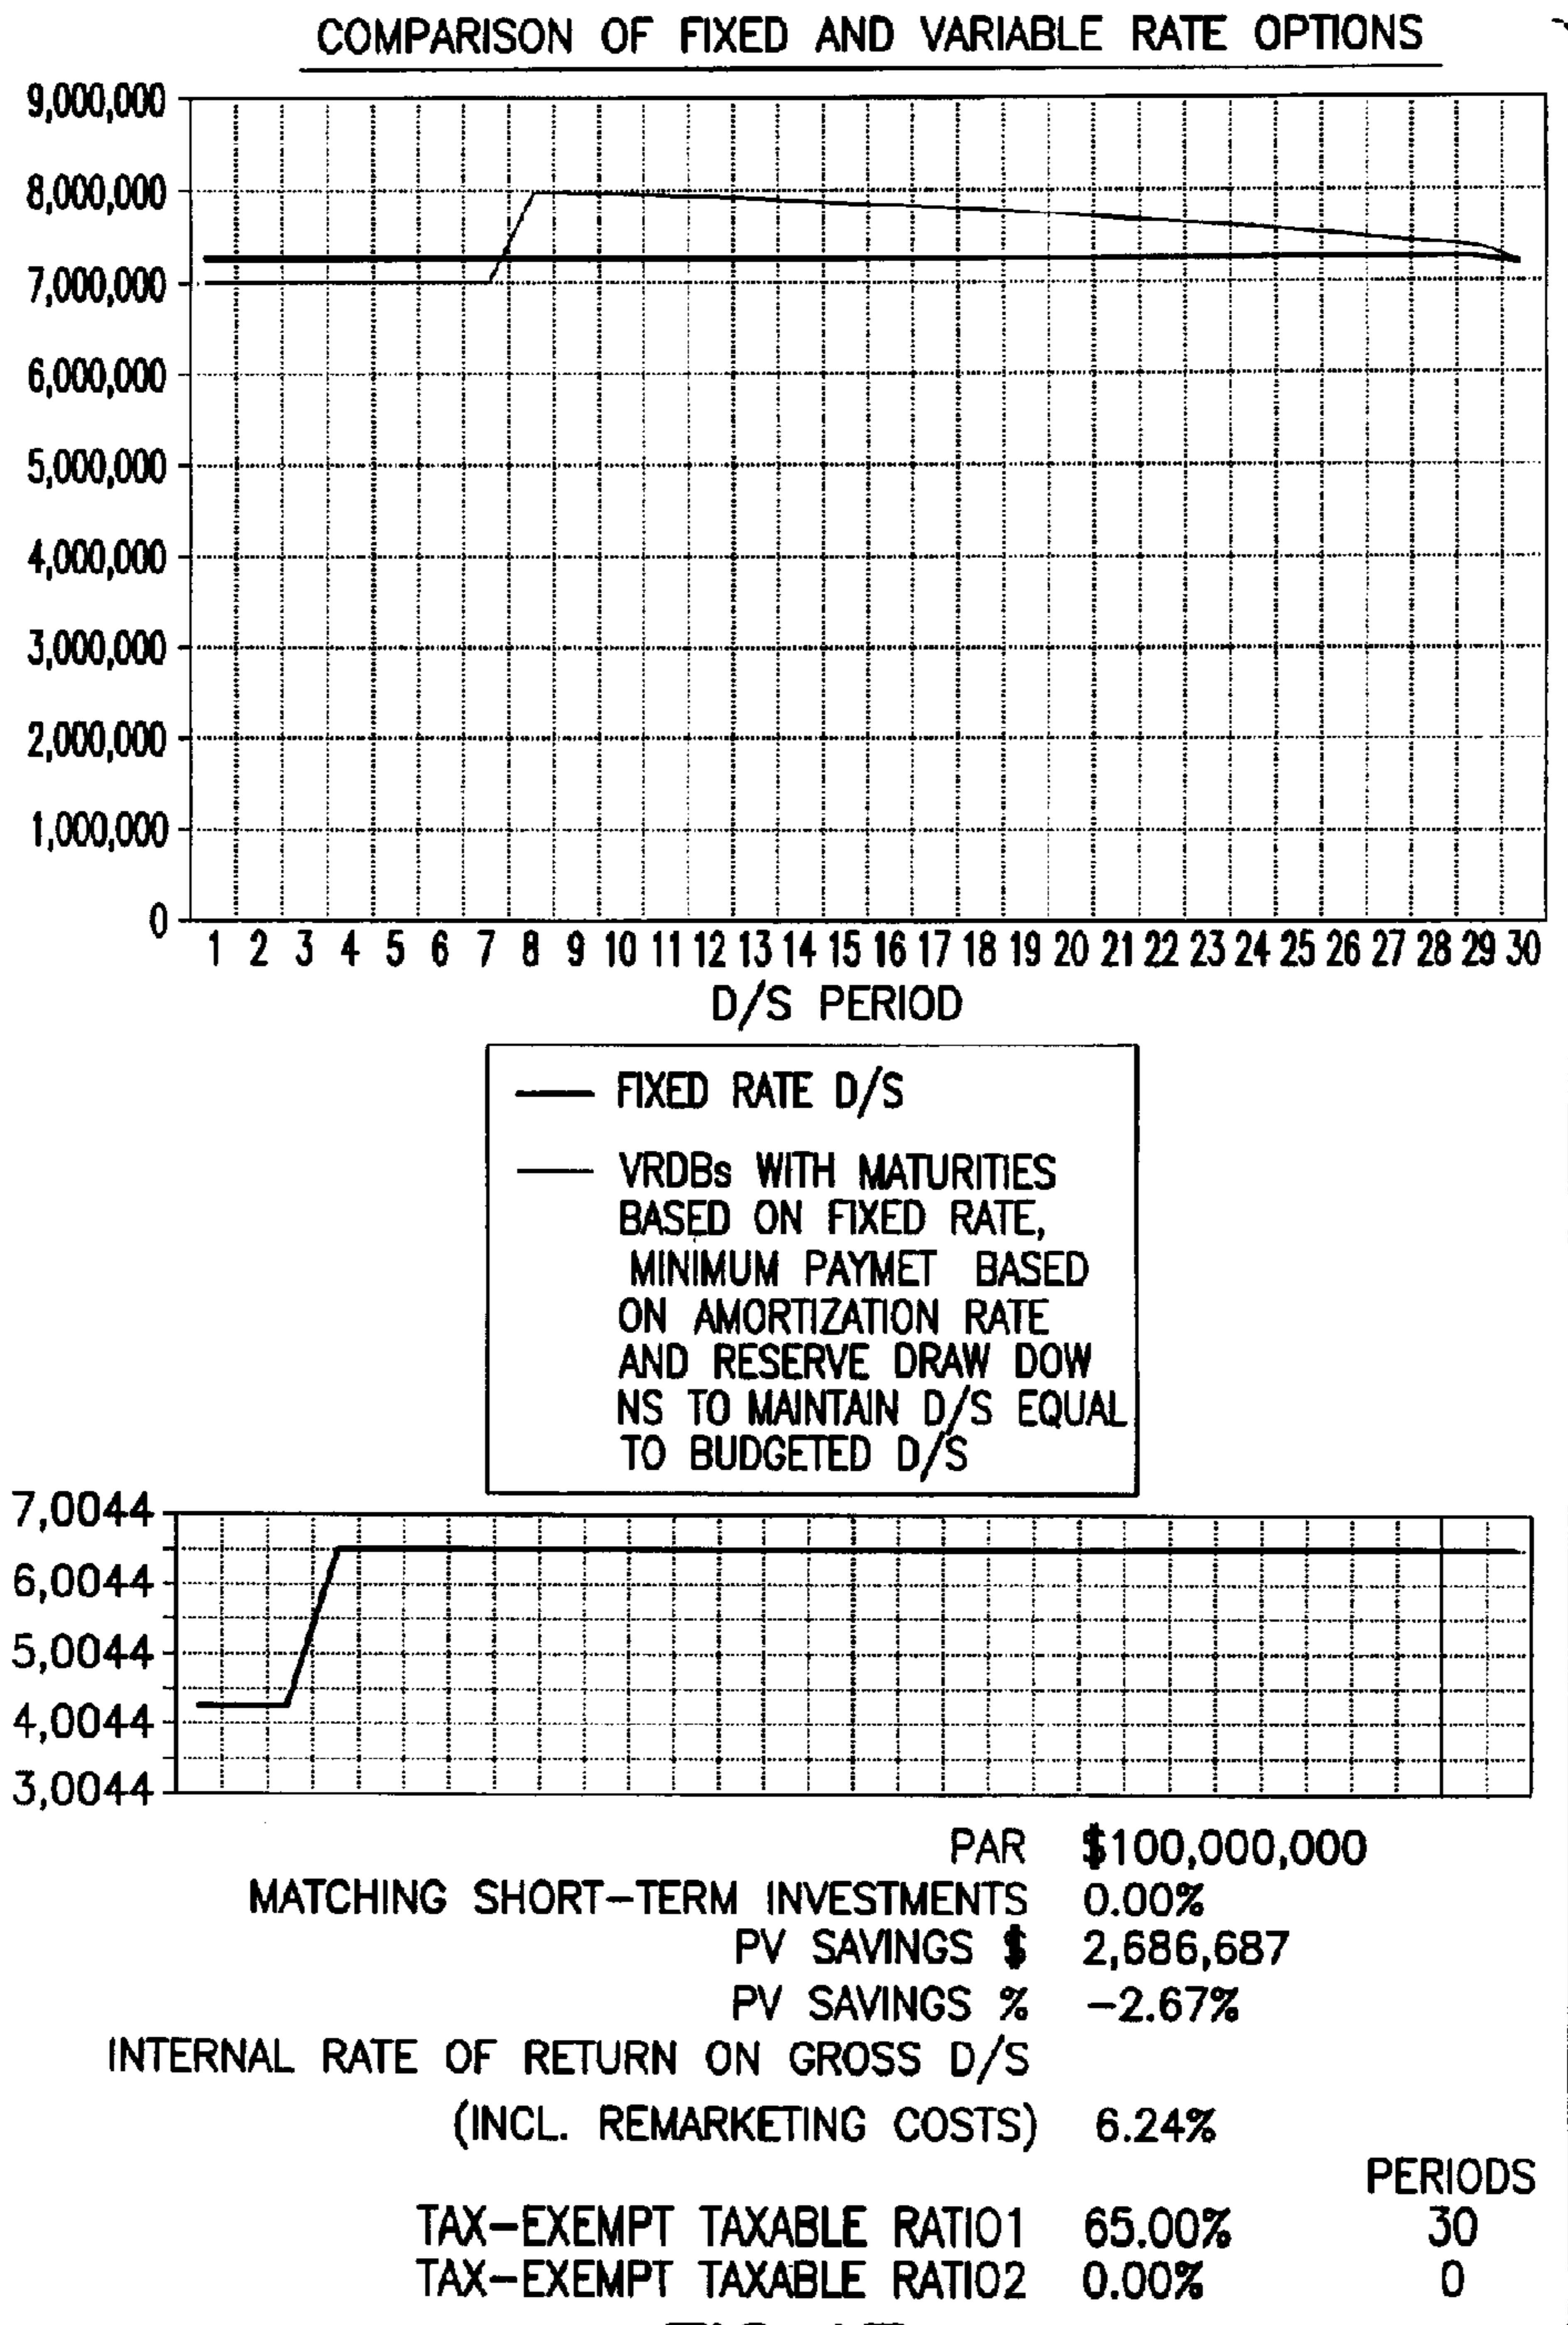 COMPARISON OF FIXED AND VARIABLE RATE OPTIONS
9,000,000
8,000,000
7,000,000
6,000,000
5,000,000
4,000,000
3,000,000
2,000,000
1,000,000
0
1 2 3 4 5 6 7 8 9 10 11 12 13 14 15 16 17 18 19 20 21 22 23 24 25 26 27 28 29 30
D/S PERIOD
FIXED RATE D/S
VRDBs WITH MATURITIES
BASED ON FIXED RATE,
MINIMUM PAYMET BASED
ON AMORTIZATION RATE
AND RESERVE DRAW DOW
NS TO MAINTAIN D/S EQUAL
TO BUDGETED D/S
7,0044
6,0044
5,0044
4,0044
3,0044
PAR $100,000,000
MATCHING SHORT-TERM INVESTMENTS 0.00%
PV SAVINGS $ 2,686,687
PV SAVINGS % -2.67%
INTERNAL RATE OF RETURN ON GROSS D/S
(INCL. REMARKETING COSTS) 6.24%
PERIODS
TAX-EXEMPT TAXABLE RATIO1 65.00% 30
TAX-EXEMPT TAXABLE RATIO2 0.00% 0